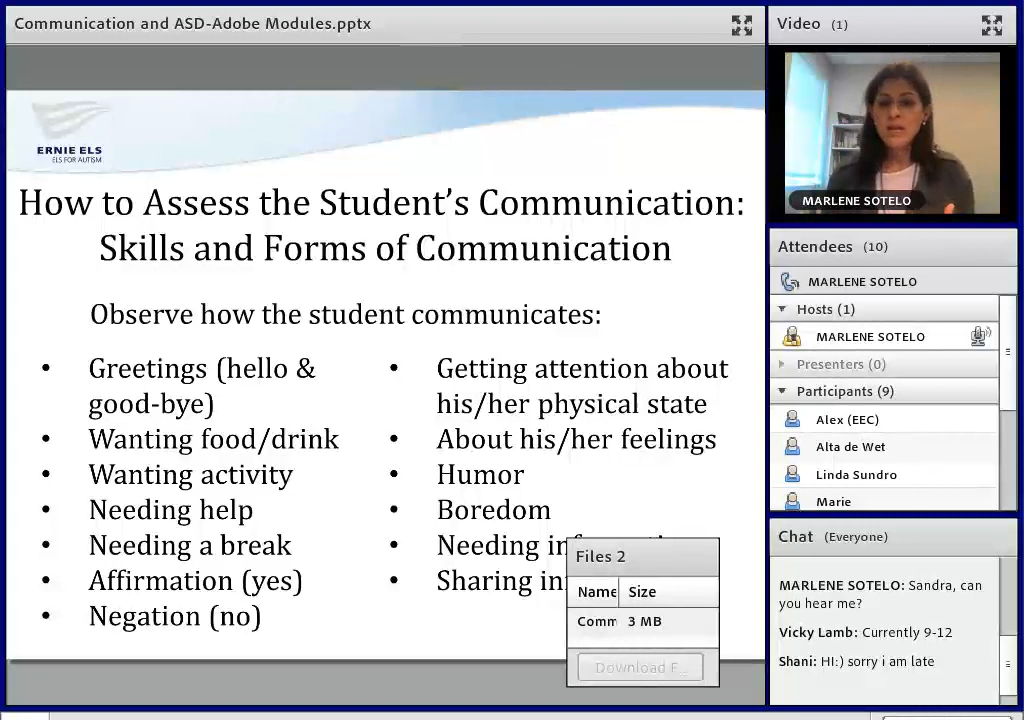 Communication and ASD-Adobe Modules.pptx
ERNIE ELS
ELS FOR AUTISM
How to Assess the Student's Communication:
Skills and Forms of Communication
Observe how the student communicates:
• Greetings (hello &
good-bye)
• Wanting food/drink
• Wanting activity
• Needing help
• Needing a break
• Affirmation (yes)
• Negation (no)
• Getting attention about
his/her physical state
• About his/her feelings
• Humor
• Boredom
• Needing
• Sharing
Files 2
Name Size
Comm 3 MB
Download F...
Video (1)
MARLENE SOTELO
Attendees (10)
MARLENE SOTELO
Hosts (1)
MARLENE SOTELO
Presenters (0)
Participants (9)
Alex (EEC)
Alta de Wet
Linda Sundro
Marie
Chat (Everyone)
MARLENE SOTELO: Sandra, can
you hear me?
Vicky Lamb: Currently 9-12
Shani: HI:) sorry i am late